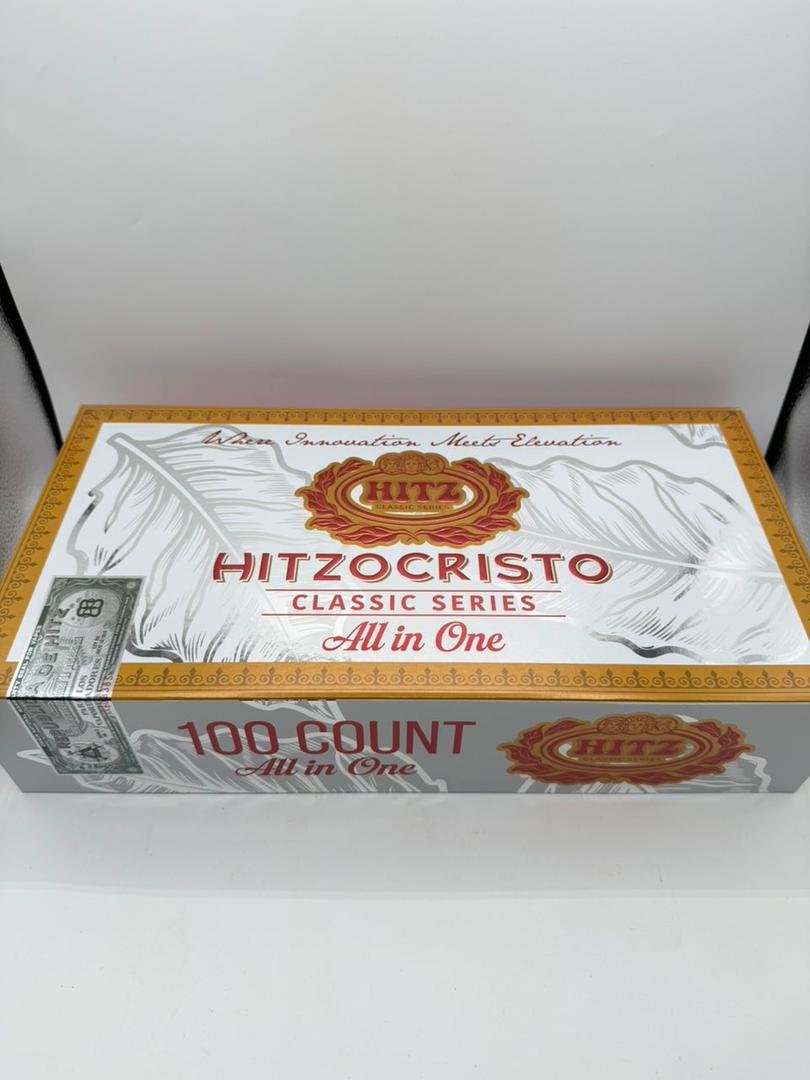 Where Innovation Meets Elevation
HITZ
CLASSIC SERIES
HITZOCRISTO
CLASSIC SERIES
All in One
100 COUNT
All in One
HITZ
CLASSIC SERIES